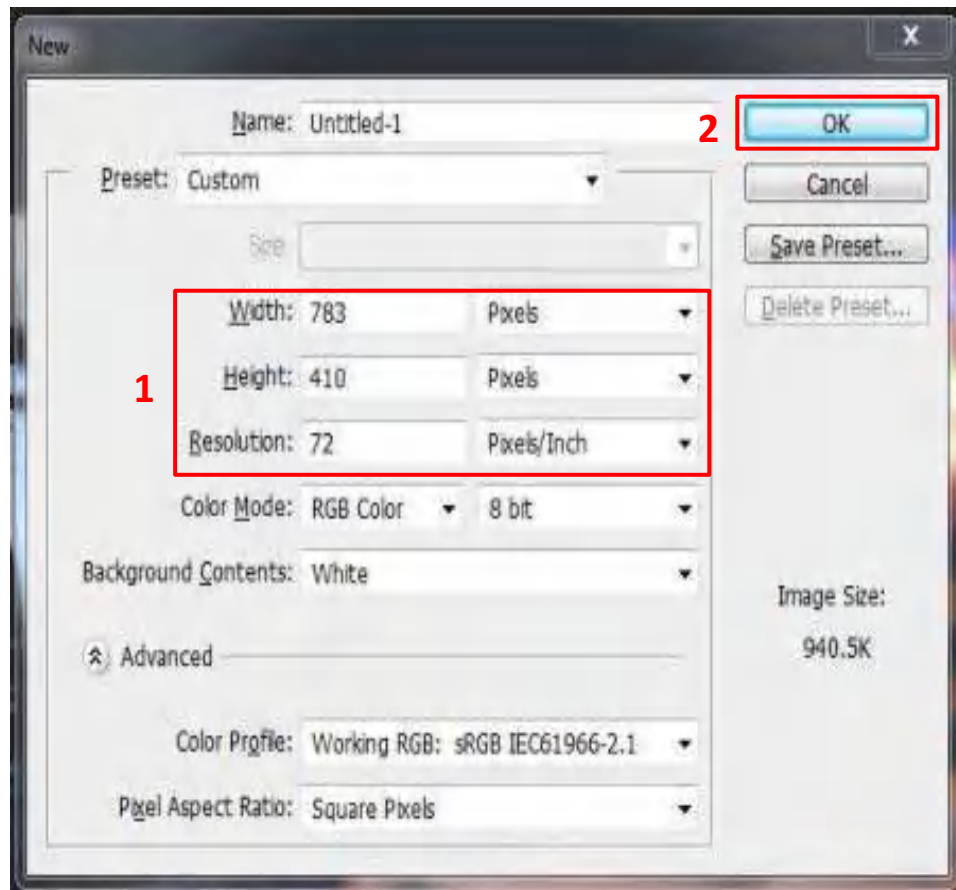 New
X
Name: Untitled-1
2
OK
Preset: Custom
Cancel
Size
Save Preset...
1
Width: 783 Pixels
Delete Preset...
Height: 410 Pixels
Resolution: 72 Pixels/Inch
Color Mode: RGB Color 8 bit
Background Contents: White
Image Size:
940.5K
Advanced
Color Profile: Working RGB: sRGB IEC61966-2.1
Pixel Aspect Ratio: Square Pixels